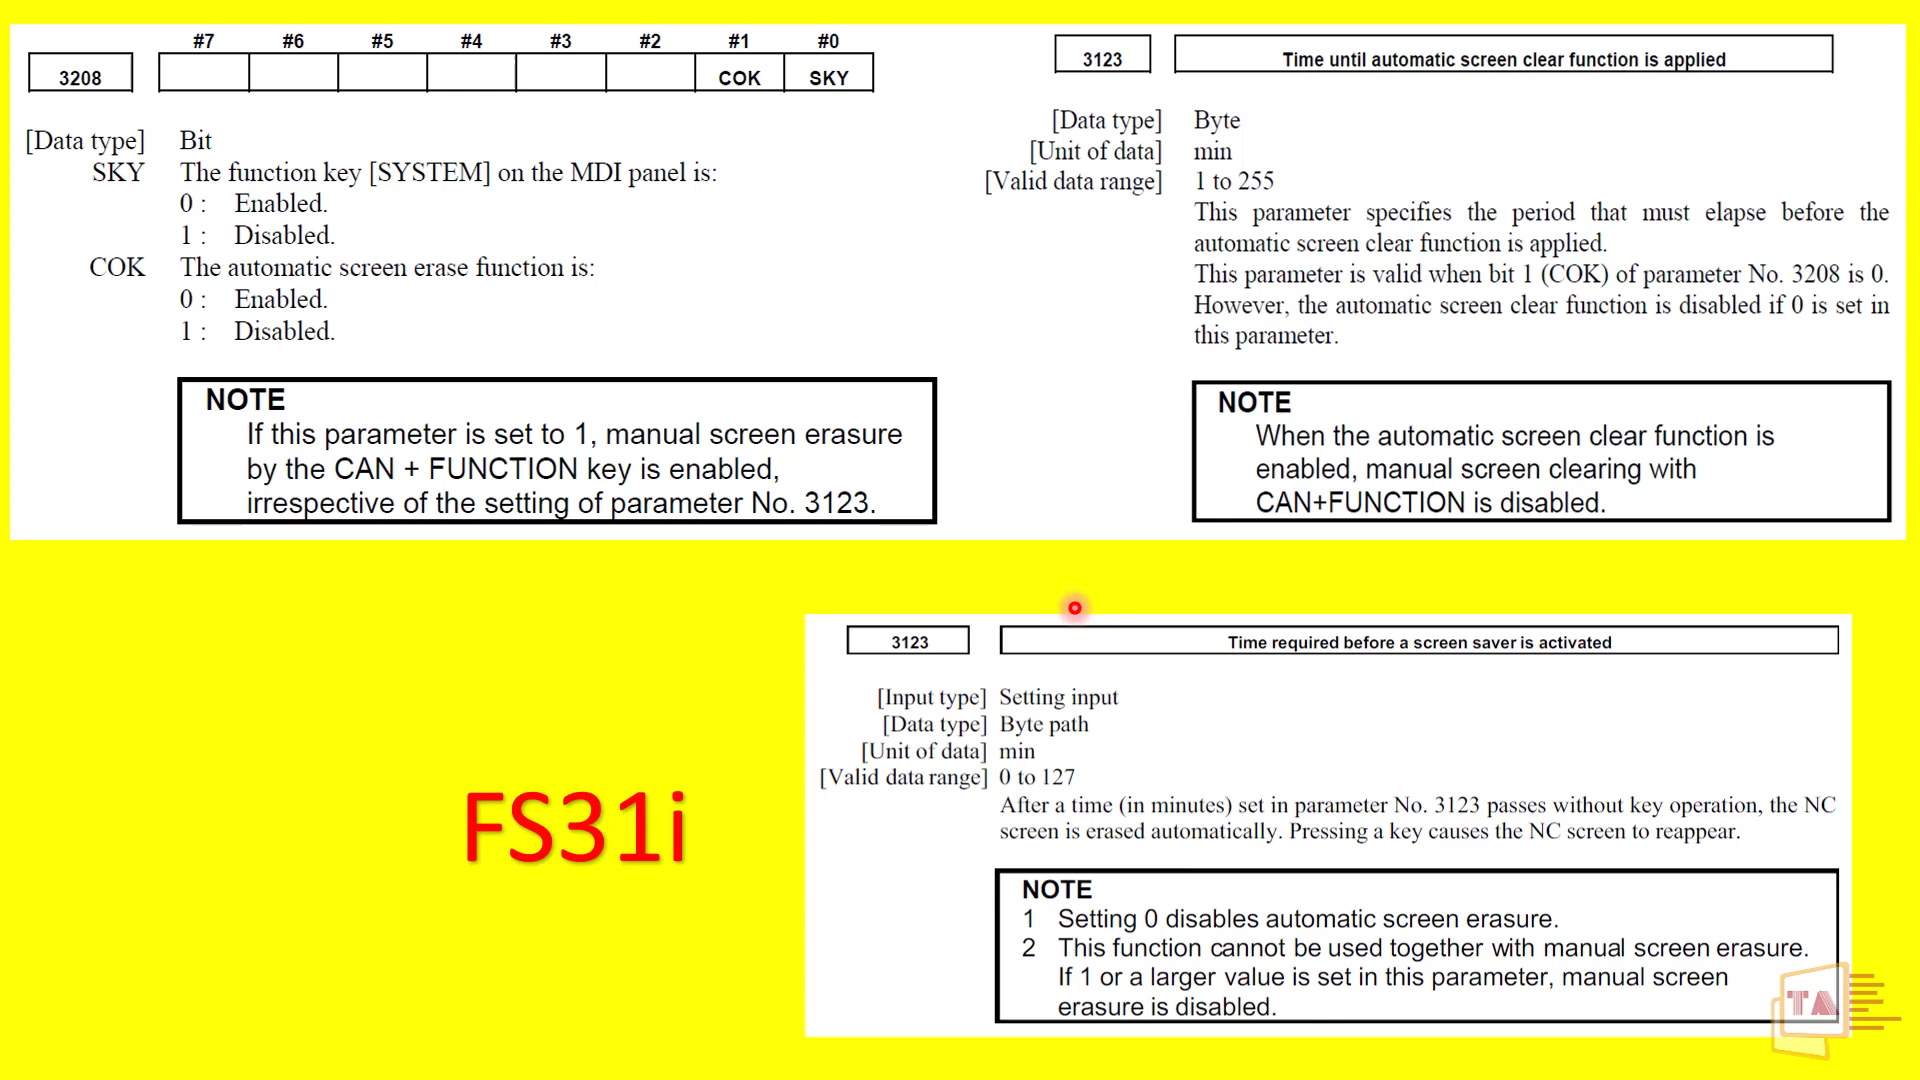 #7 #6 #5 #4 #3 #2 #1 #0
3208 COK SKY
[Data type] Bit
SKY The function key [SYSTEM] on the MDI panel is:
0 : Enabled.
1 : Disabled.
COK The automatic screen erase function is:
0 : Enabled.
1 : Disabled.
NOTE
If this parameter is set to 1, manual screen erasure
by the CAN + FUNCTION key is enabled,
irrespective of the setting of parameter No. 3123.
3123 Time until automatic screen clear function is applied
[Data type] Byte
[Unit of data] min
[Valid data range] 1 to 255
This parameter specifies the period that must elapse before the
automatic screen clear function is applied.
This parameter is valid when bit 1 (COK) of parameter No. 3208 is 0.
However, the automatic screen clear function is disabled if 0 is set in
this parameter.
NOTE
When the automatic screen clear function is
enabled, manual screen clearing with
CAN+FUNCTION is disabled.
FS31i
3123 Time required before a screen saver is activated
[Input type] Setting input
[Data type] Byte path
[Unit of data] min
[Valid data range] 0 to 127
After a time (in minutes) set in parameter No. 3123 passes without key operation, the NC
screen is erased automatically. Pressing a key causes the NC screen to reappear.
NOTE
1 Setting 0 disables automatic screen erasure.
2 This function cannot be used together with manual screen erasure.
If 1 or a larger value is set in this parameter, manual screen
erasure is disabled.
TA